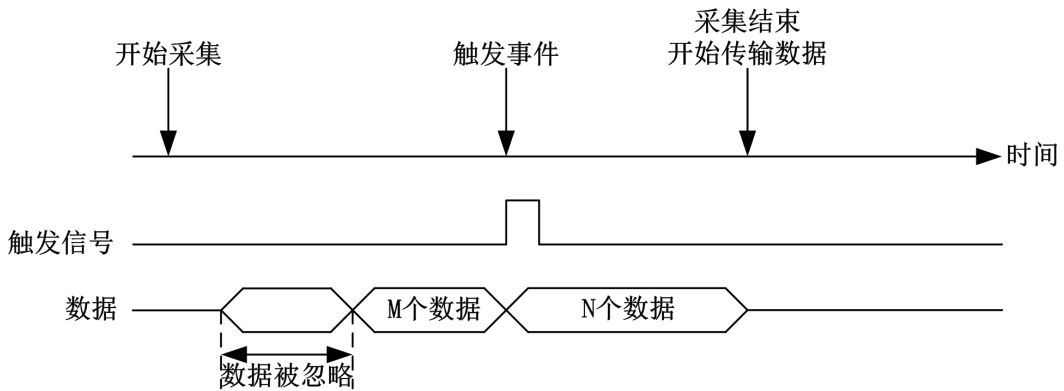 采集结束
开始采集
触发事件
开始传输数据
时间
触发信号
数据
M个数据
N个数据
数据被忽略